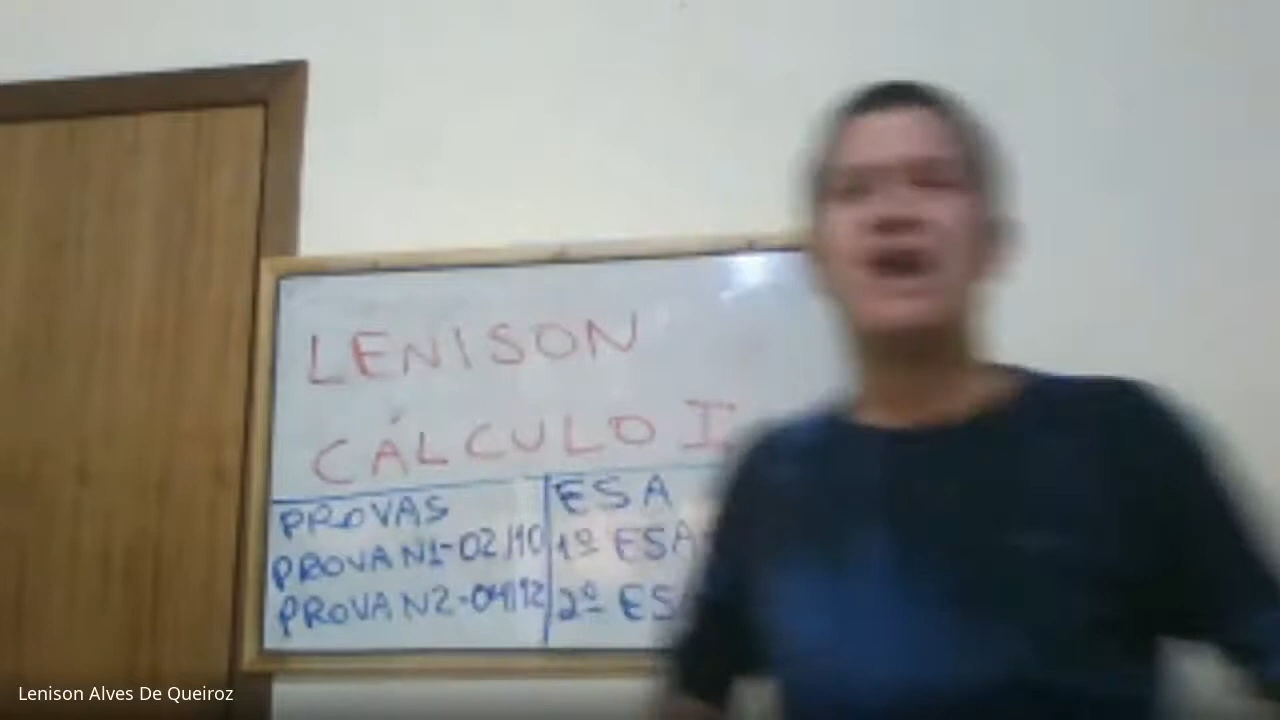 LENISON
CÁLCULO I
PROVAS
PROVA N1-02/10
PROVA N2-04/12
ESA
1º ESA
2º ES
Lenison Alves De Queiroz